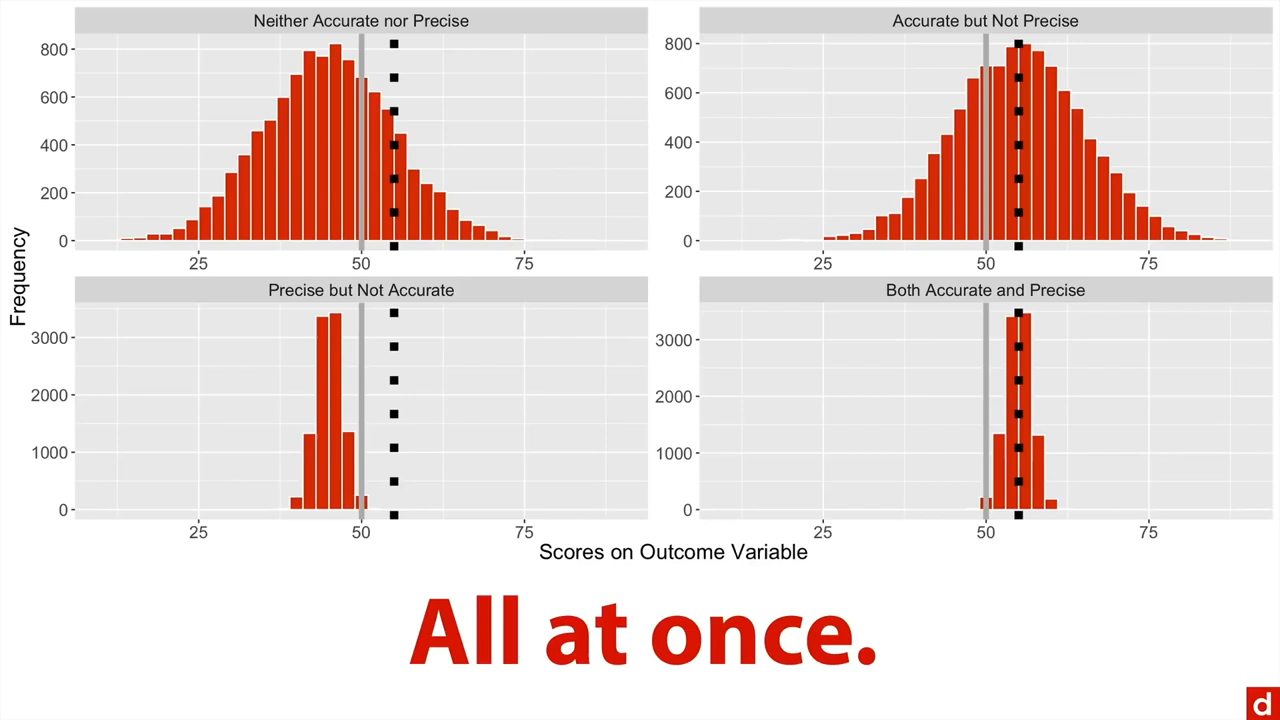 Neither Accurate nor Precise
Accurate but Not Precise
800
600
400
200
0
25 50 75
800
600
400
200
0
25 50 75
Frequency
Precise but Not Accurate
Both Accurate and Precise
3000
2000
1000
0
25 50 75
3000
2000
1000
0
25 50 75
Scores on Outcome Variable
All at once.
d